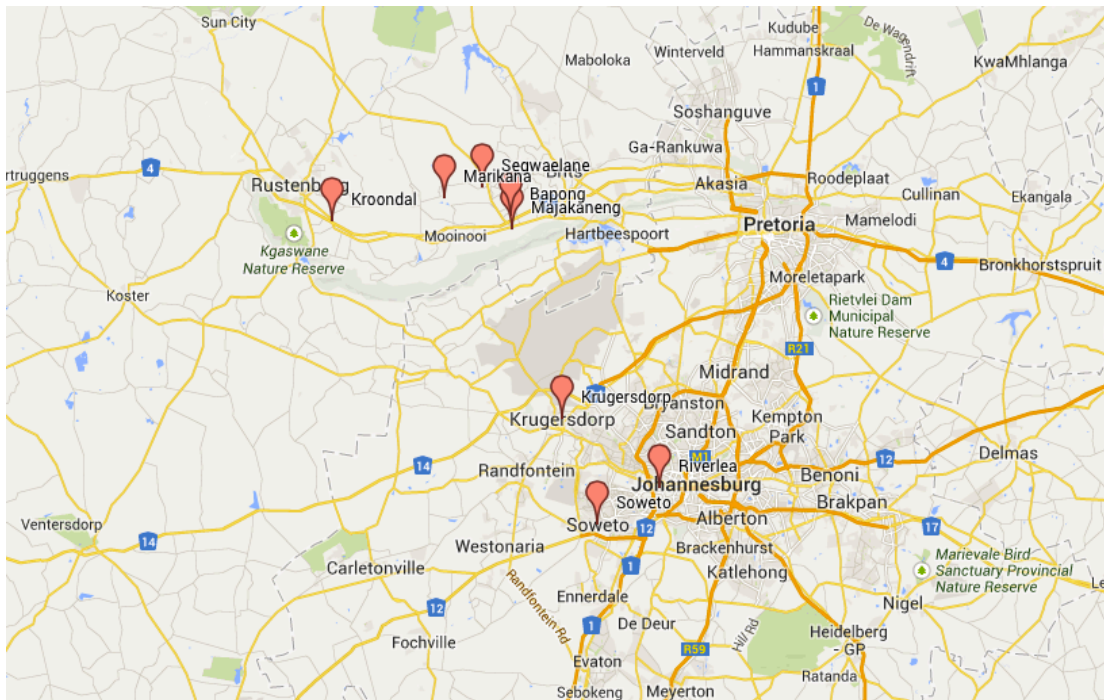 Sun City
Kudube
De Wagendrift
Winterveld
Hammanskraal
Maboloka
KwaMhlanga
1
Soshanguve
Ga-Rankuwa
4
Segwaelane
Marikana
Brits
Rustenburg
Kroondal
Bapong
Majakaneng
Akasia
Roodeplaat
Cullinan
Ekangala
Mooinooi
Hartbeespoort
Pretoria
Mamelodi
Kgaswane
Nature Reserve
4
Bronkhorstspruit
Moreletapark
Koster
Rietvlei Dam
Municipal
Nature Reserve
R21
Midrand
Krugersdorp
Bryanston
Krugersdorp
Kempton
Park
Sandton
M1
12
Delmas
14
Randfontein
Riverlea
Johannesburg
Benoni
Soweto
Brakpan
Ventersdorp
Soweto
12
Alberton
17
14
Westonaria
Brackenhurst
Marievale Bird
Sanctuary Provincial
Nature Reserve
Carletonville
1
Katlehong
Randfontein Rd
Ennerdale
12
Nigel
Fochville
1
De Deur
Hill Rd
Heidelberg
- GP
R59
Evaton
Ratanda
Sebokeng
Meyerton